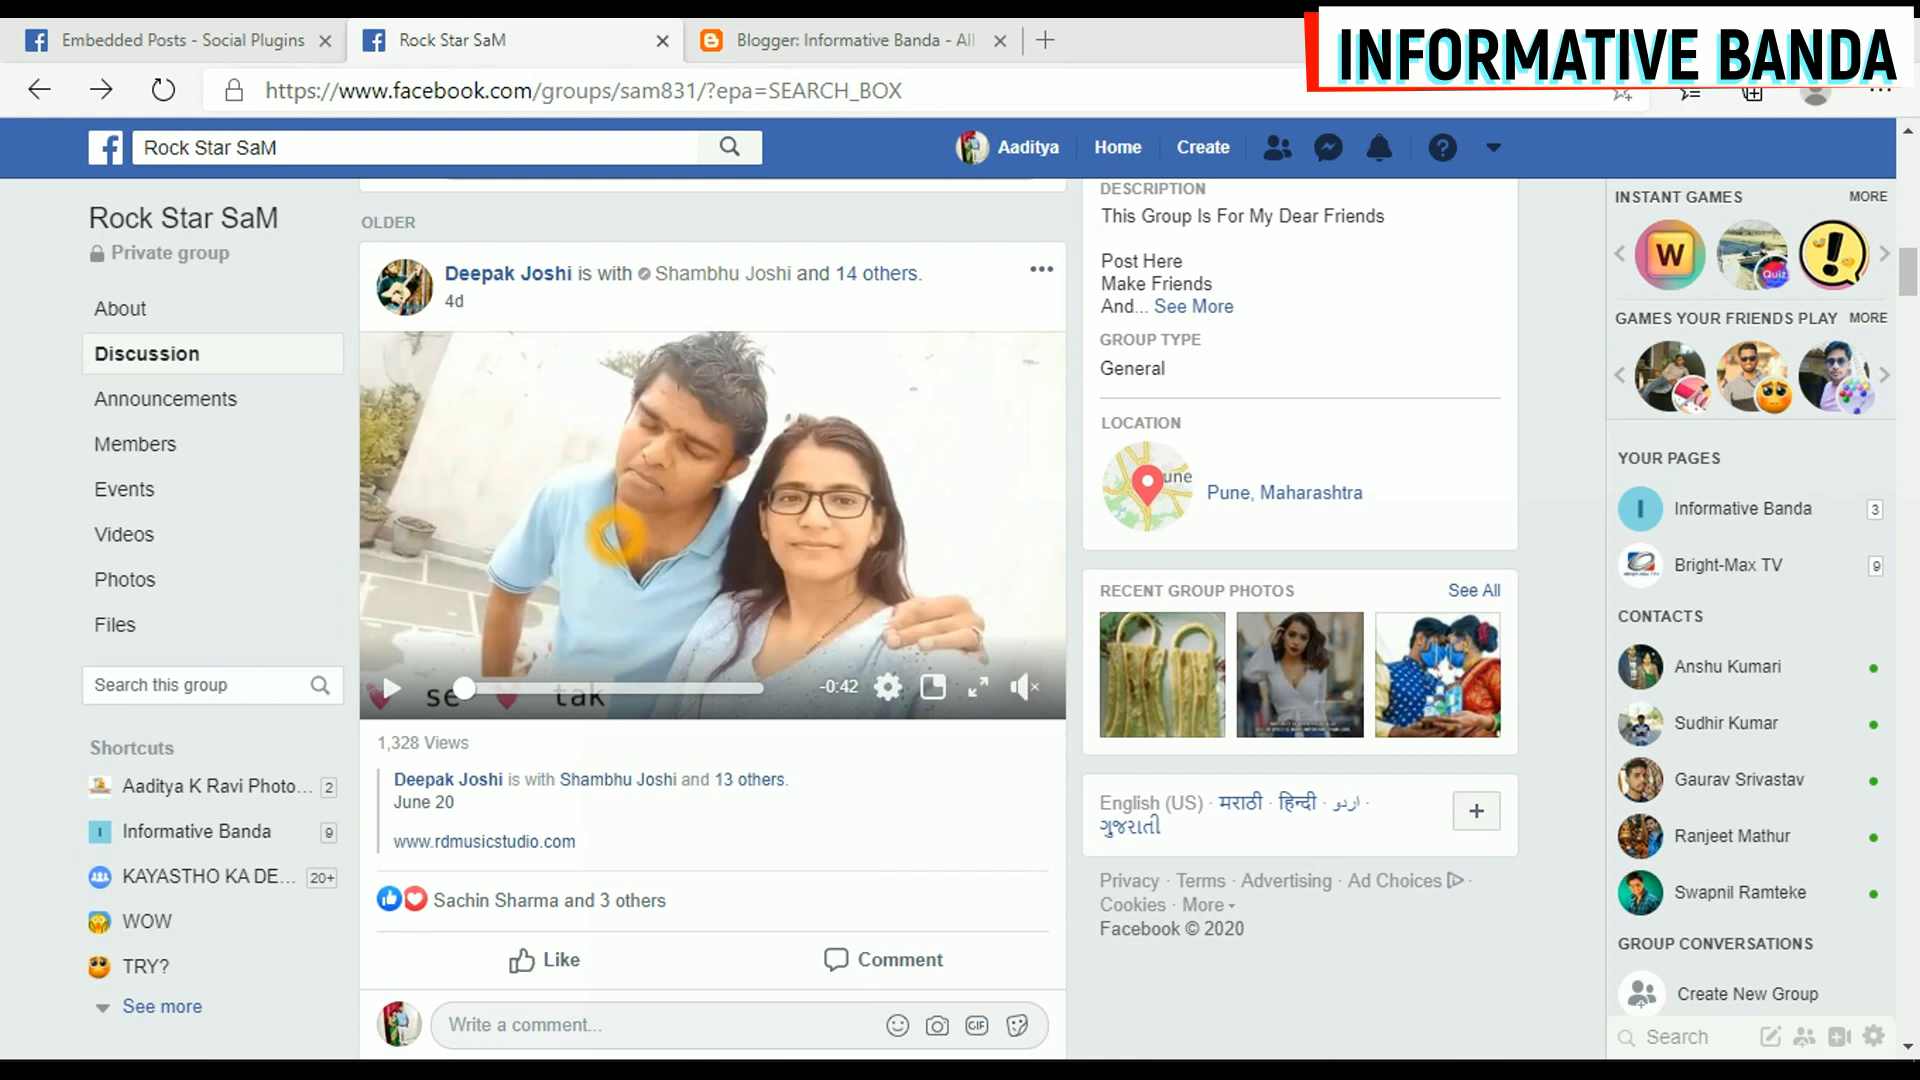 Embedded Posts - Social Plugins
Rock Star SaM
Blogger: Informative Banda - All
INFORMATIVE BANDA
https://www.facebook.com/groups/sam831/?epa=SEARCH_BOX
Rock Star SaM
Aaditya
Home
Create
Rock Star SaM
Private group
About
Discussion
Announcements
Members
Events
Videos
Photos
Files
Search this group
Shortcuts
Aaditya K Ravi Photo... 2
Informative Banda 9
KAYASTHO KA DE... 20+
WOW
TRY?
See more
OLDER
Deepak Joshi is with Shambhu Joshi and 14 others.
4d
se tak
-0:42
1,328 Views
Deepak Joshi is with Shambhu Joshi and 13 others.
June 20
www.rdmusicstudio.com
Sachin Sharma and 3 others
Like
Comment
Write a comment...
GIF
DESCRIPTION
This Group Is For My Dear Friends
Post Here
Make Friends
And... See More
GROUP TYPE
General
LOCATION
une
Pune, Maharashtra
RECENT GROUP PHOTOS
See All
English (US) · मराठी · हिन्दी · اردو ·
ગુજરાતી
Privacy · Terms · Advertising · Ad Choices ·
Cookies · More
Facebook © 2020
INSTANT GAMES
MORE
W
Quiz
GAMES YOUR FRIENDS PLAY
MORE
YOUR PAGES
I
Informative Banda 3
Bright-Max TV 9
CONTACTS
Anshu Kumari
Sudhir Kumar
Gaurav Srivastav
Ranjeet Mathur
Swapnil Ramteke
GROUP CONVERSATIONS
Create New Group
Search